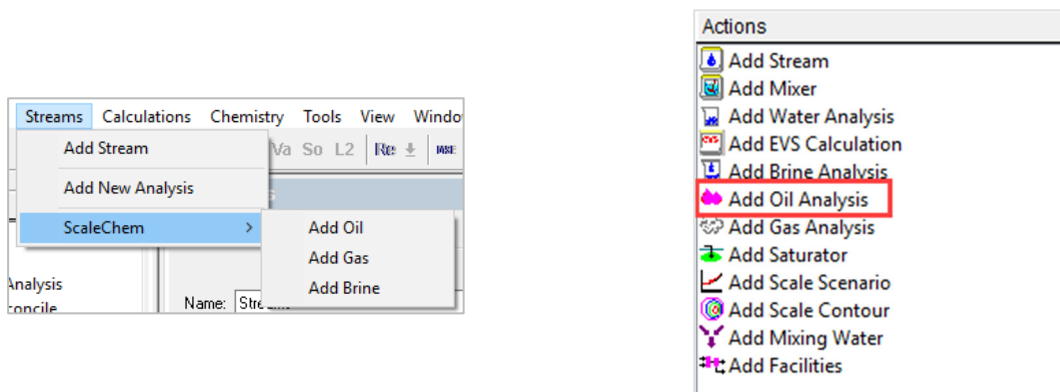 Streams Calculations Chemistry Tools View Windo
Add Stream
Va So L2
Add New Analysis
ScaleChem
Add Oil
Add Gas
Add Brine
Analysis
Name:
Actions
Add Stream
Add Mixer
Add Water Analysis
Add EVS Calculation
Add Brine Analysis
Add Oil Analysis
Add Gas Analysis
Add Saturator
Add Scale Scenario
Add Scale Contour
Add Mixing Water
Add Facilities